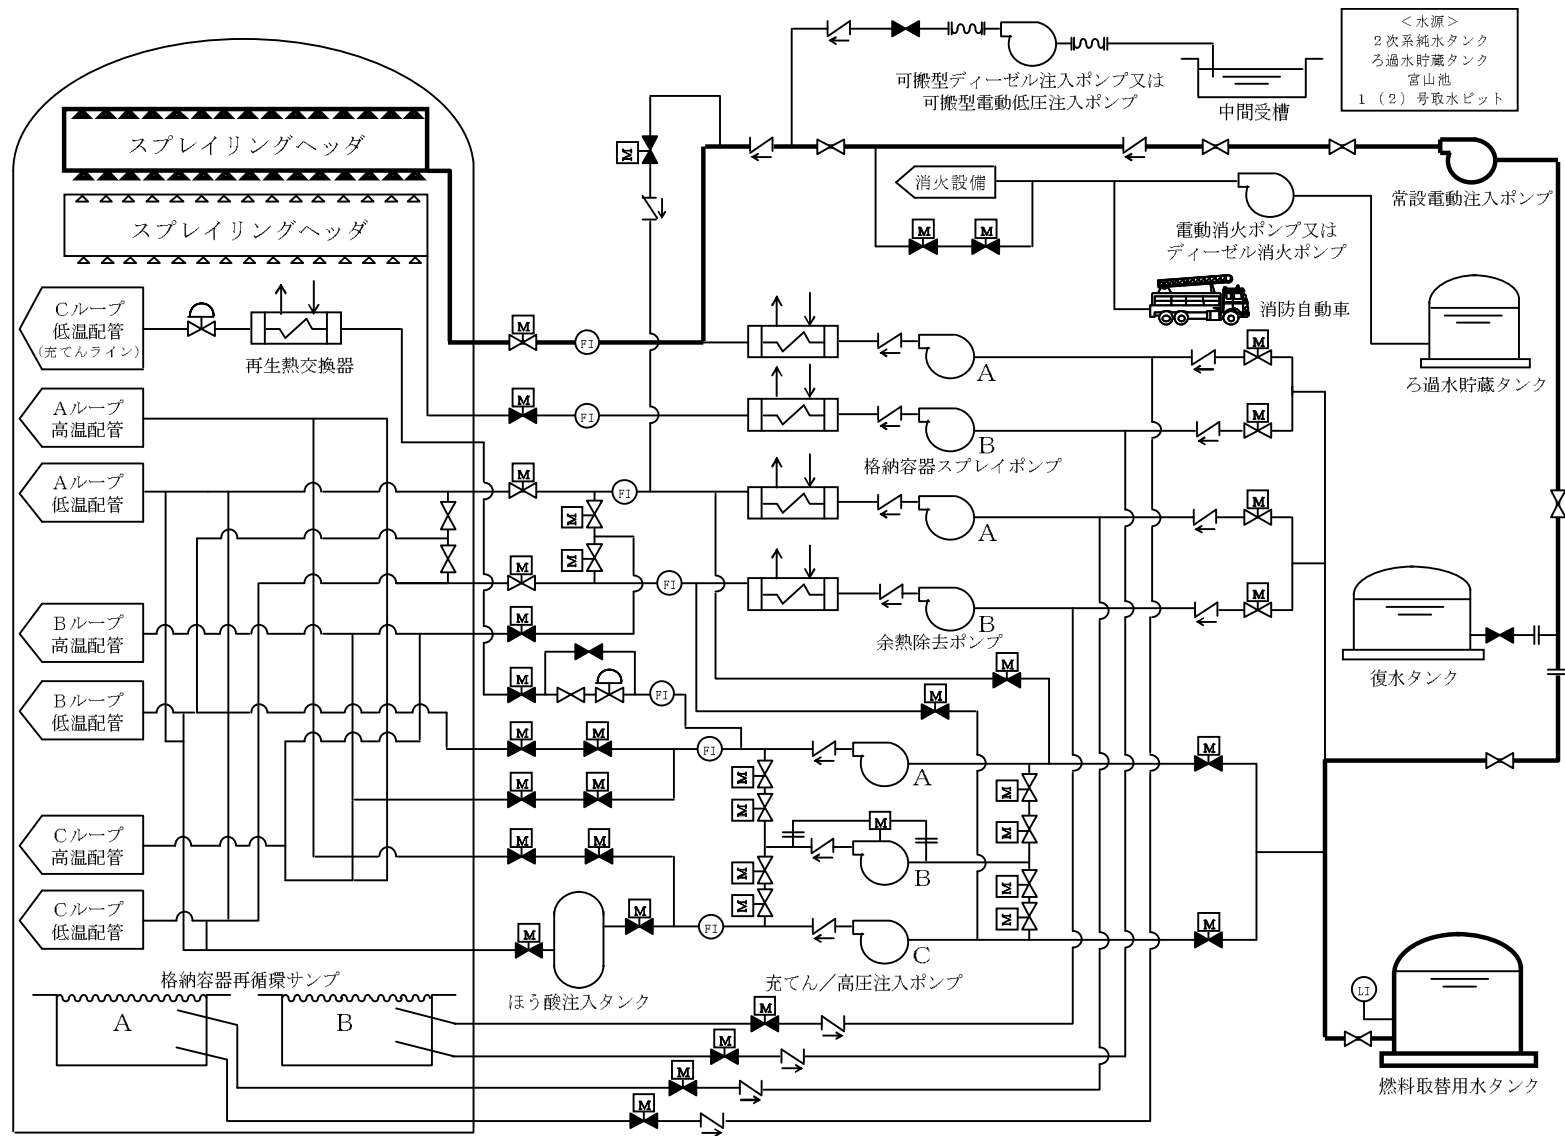 ＜水源＞
２次系純水タンク
ろ過水貯蔵タンク
宮山池
１（２）号取水ピット
可搬型ディーゼル注入ポンプ又は
可搬型電動低圧注入ポンプ
中間受槽
スプレイリングヘッダ
スプレイリングヘッダ
消火設備
常設電動注入ポンプ
電動消火ポンプ又は
ディーゼル消火ポンプ
消防自動車
ろ過水貯蔵タンク
Cループ
低温配管
(充てんライン)
再生熱交換器
Aループ
高温配管
Aループ
低温配管
Bループ
高温配管
Bループ
低温配管
Cループ
高温配管
Cループ
低温配管
M
M
M
M
FI
M
FI
M
FI
M
M
M
FI
M
M
FI
M
M
FI
M
M
M
M
M
M
FI
A
B
格納容器スプレイポンプ
A
B
余熱除去ポンプ
M
M
M
M
M
M
復水タンク
M
M
M
M
M
M
M
A
B
C
充てん／高圧注入ポンプ
M
M
M
M
M
M
ほう酸注入タンク
格納容器再循環サンプ
A
B
M
M
M
M
LI
燃料取替用水タンク